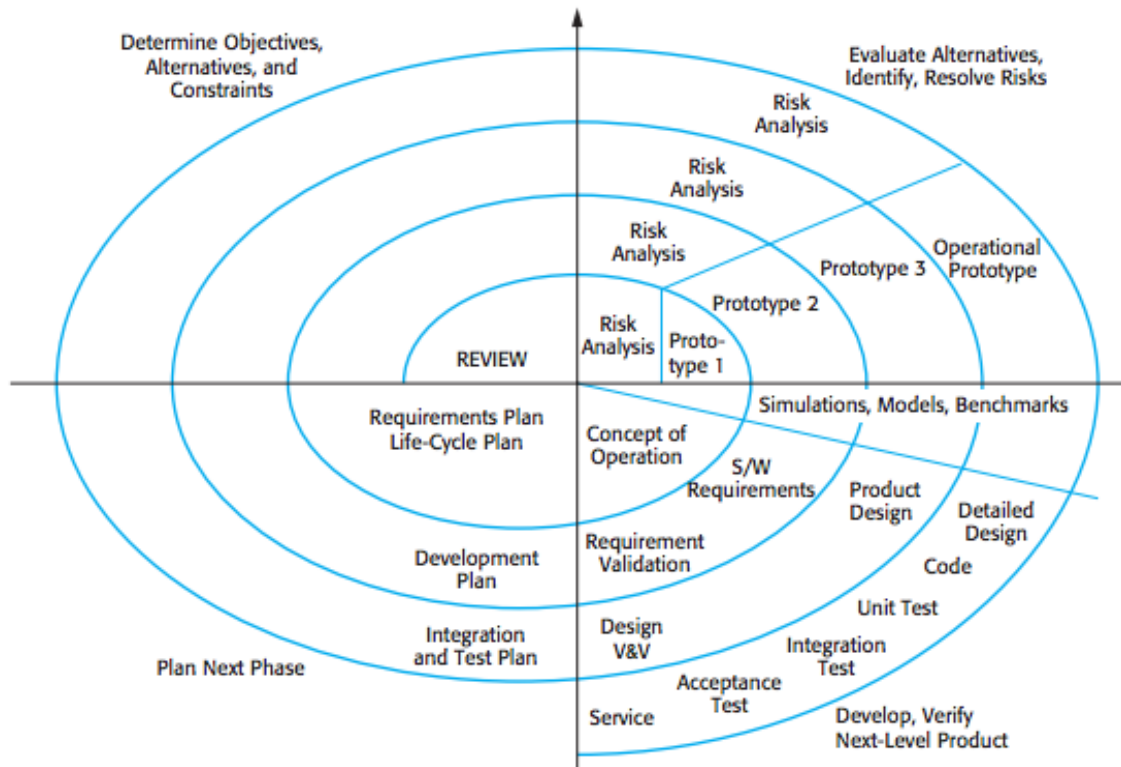 Determine Objectives,
Alternatives, and
Constraints
Evaluate Alternatives,
Identify, Resolve Risks
Risk
Analysis
Risk
Analysis
Risk
Analysis
Risk
Analysis
Operational
Prototype
Prototype 3
Prototype 2
Proto-
type 1
REVIEW
Requirements Plan
Life-Cycle Plan
Simulations, Models, Benchmarks
Concept of
Operation
S/W
Requirements
Product
Design
Detailed
Design
Development
Plan
Requirement
Validation
Code
Unit Test
Integration
and Test Plan
Design
V&V
Integration
Test
Acceptance
Test
Service
Plan Next Phase
Develop, Verify
Next-Level Product